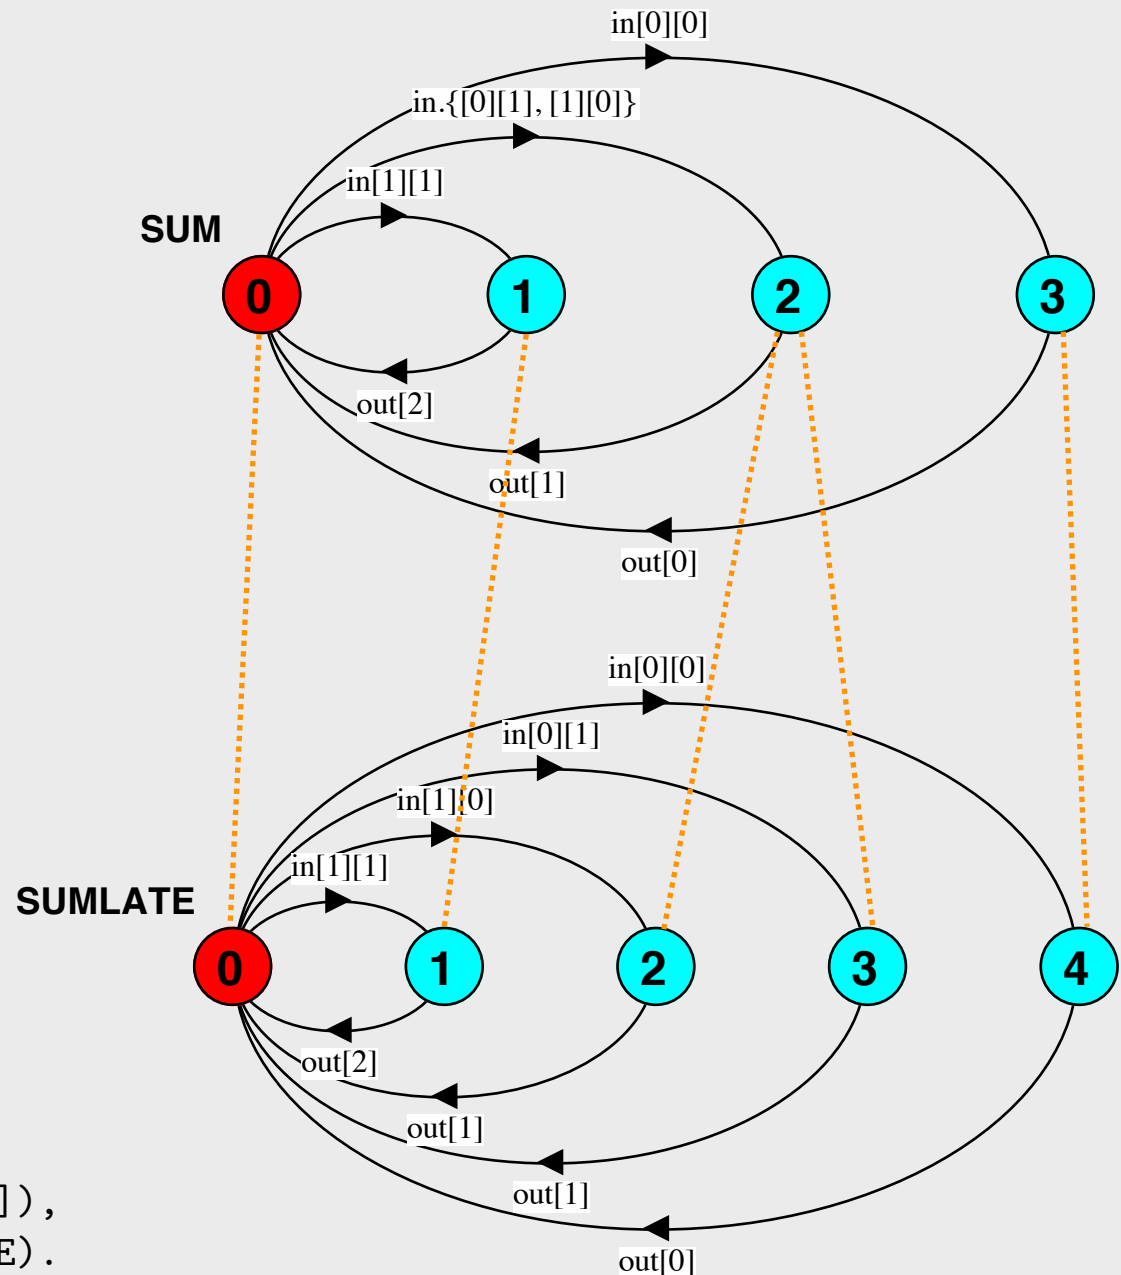 in[0][0]
in.{[0][1], [1][0]}
in[1][1]
SUM
0 1 2 3
out[2]
out[1]
out[0]
in[0][0]
in[0][1]
in[1][0]
in[1][1]
SUMLATE
0 1 2 3 4
out[2]
out[1]
out[1]
]),
out[0]
E).